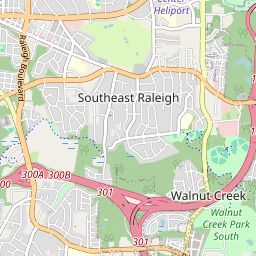 Heliport
Raleigh Boulevard
Southeast Raleigh
300A
300B
301
Walnut Creek
Walnut
Creek Park
South
301